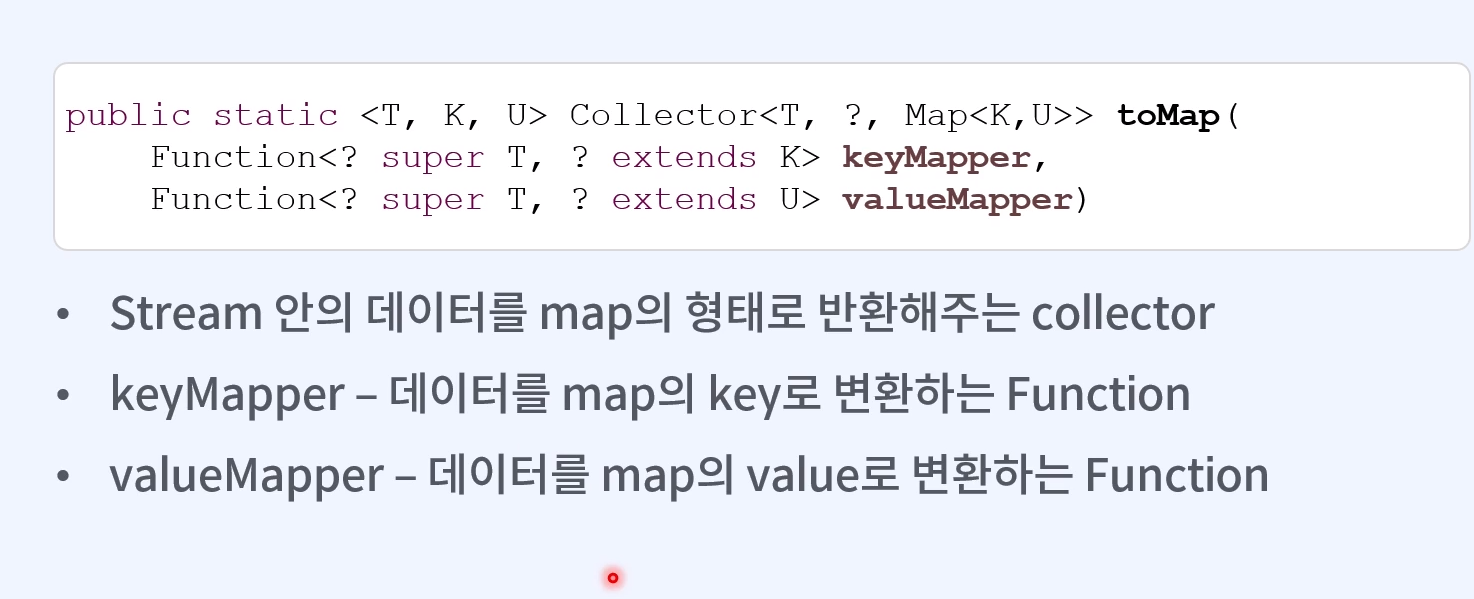 public static <T, K, U> Collector<T, ?, Map<K,U>> toMap(
    Function<? super T, ? extends K> keyMapper,
    Function<? super T, ? extends U> valueMapper)
• Stream 안의 데이터를 map의 형태로 반환해주는 collector
• keyMapper – 데이터를 map의 key로 변환하는 Function
• valueMapper – 데이터를 map의 value로 변환하는 Function